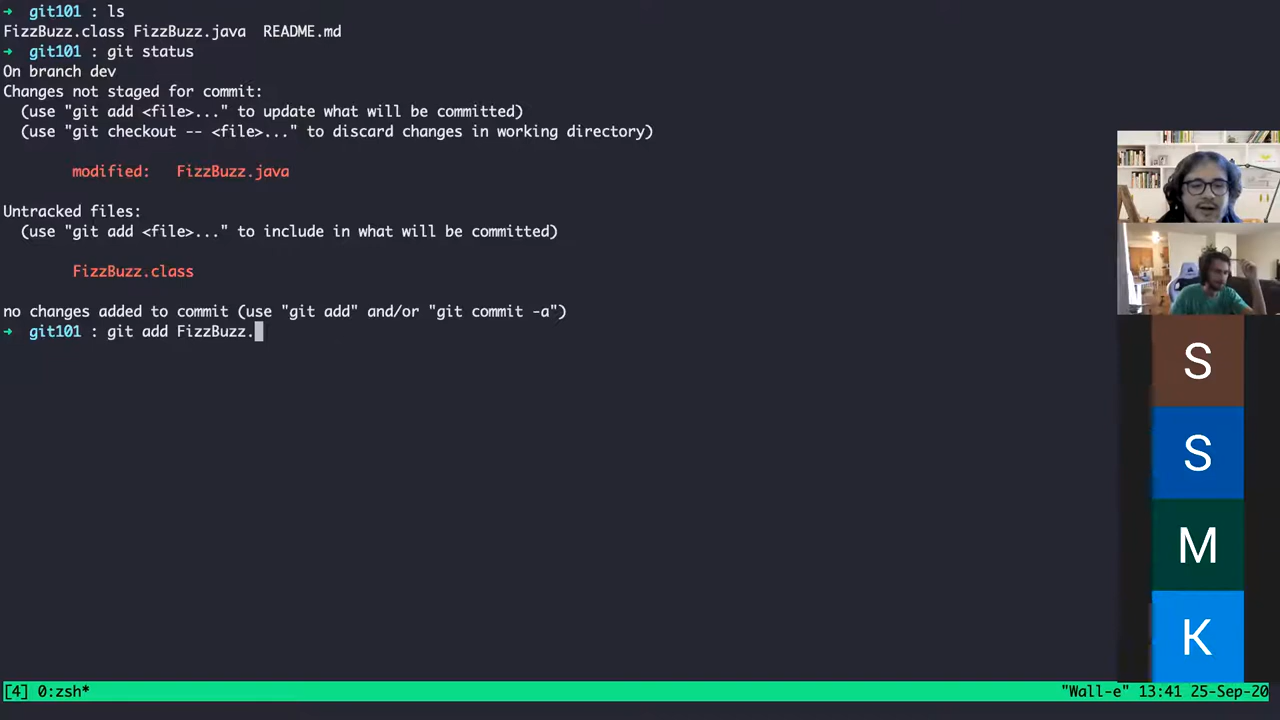 ➜ git101 : ls
FizzBuzz.class FizzBuzz.java README.md
➜ git101 : git status
On branch dev
Changes not staged for commit:
(use "git add <file>..." to update what will be committed)
(use "git checkout -- <file>..." to discard changes in working directory)
modified: FizzBuzz.java
Untracked files:
(use "git add <file>..." to include in what will be committed)
FizzBuzz.class
no changes added to commit (use "git add" and/or "git commit -a")
➜ git101 : git add FizzBuzz.
S
S
M
K
[4] 0:zsh* "Wall-e" 13:41 25-Sep-20